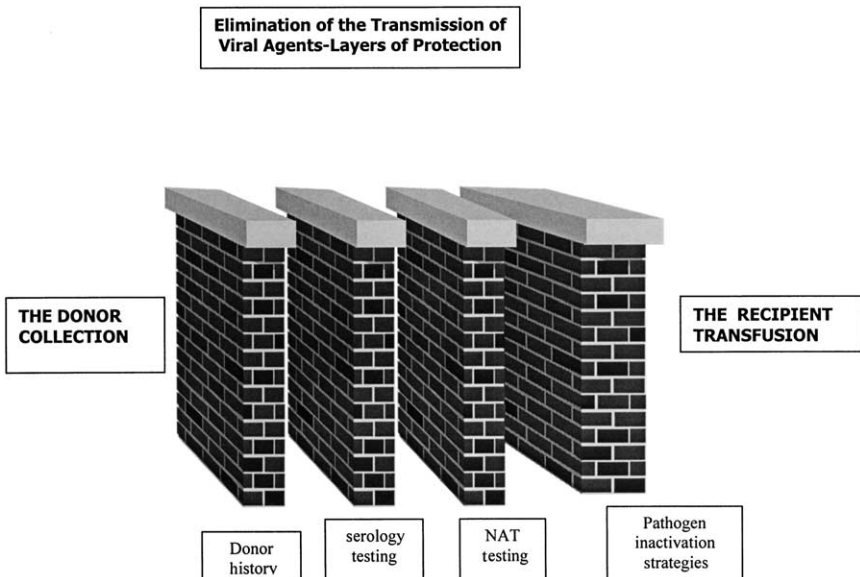 Elimination of the Transmission of
Viral Agents-Layers of Protection
THE DONOR
COLLECTION
THE RECIPIENT
TRANSFUSION
Donor
history
serology
testing
NAT
testing
Pathogen
inactivation
strategies